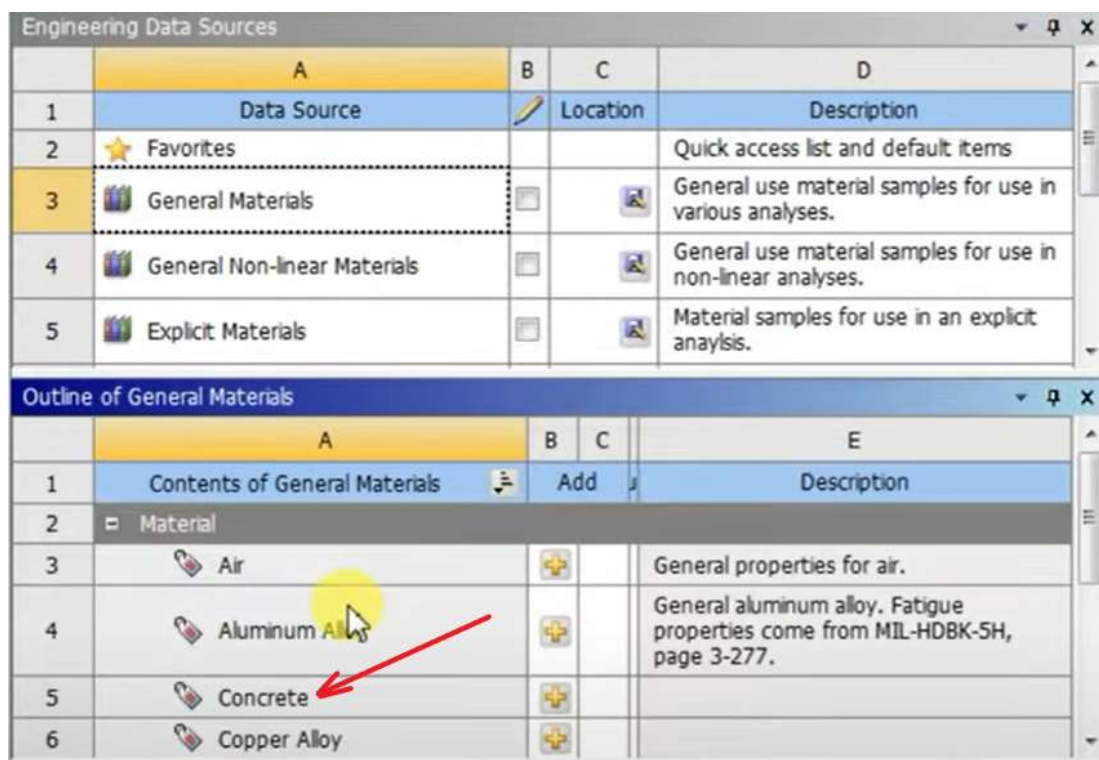 Engineering Data Sources
A B C D
1 Data Source Location Description
2 Favorites Quick access list and default items
3 General Materials General use material samples for use in
various analyses.
4 General Non-linear Materials General use material samples for use in
non-linear analyses.
5 Explicit Materials Material samples for use in an explicit
anaylsis.
Outline of General Materials
A B C E
1 Contents of General Materials Add Description
2 Material
3 Air General properties for air.
4 Aluminum Alloy General aluminum alloy. Fatigue
properties come from MIL-HDBK-5H,
page 3-277.
5 Concrete
6 Copper Alloy